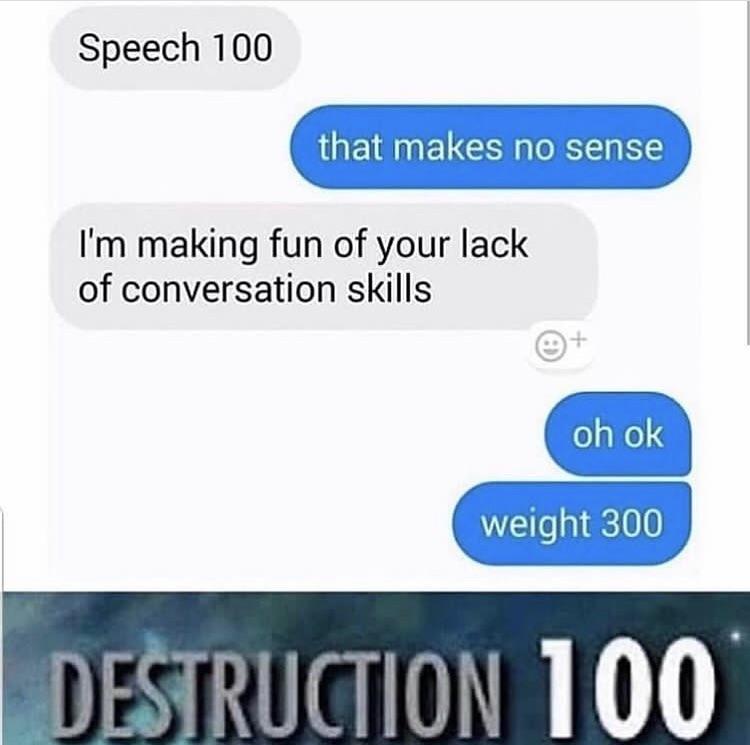 Speech 100
that makes no sense
I'm making fun of your lack
of conversation skills
oh ok
weight 300
DESTRUCTION 100